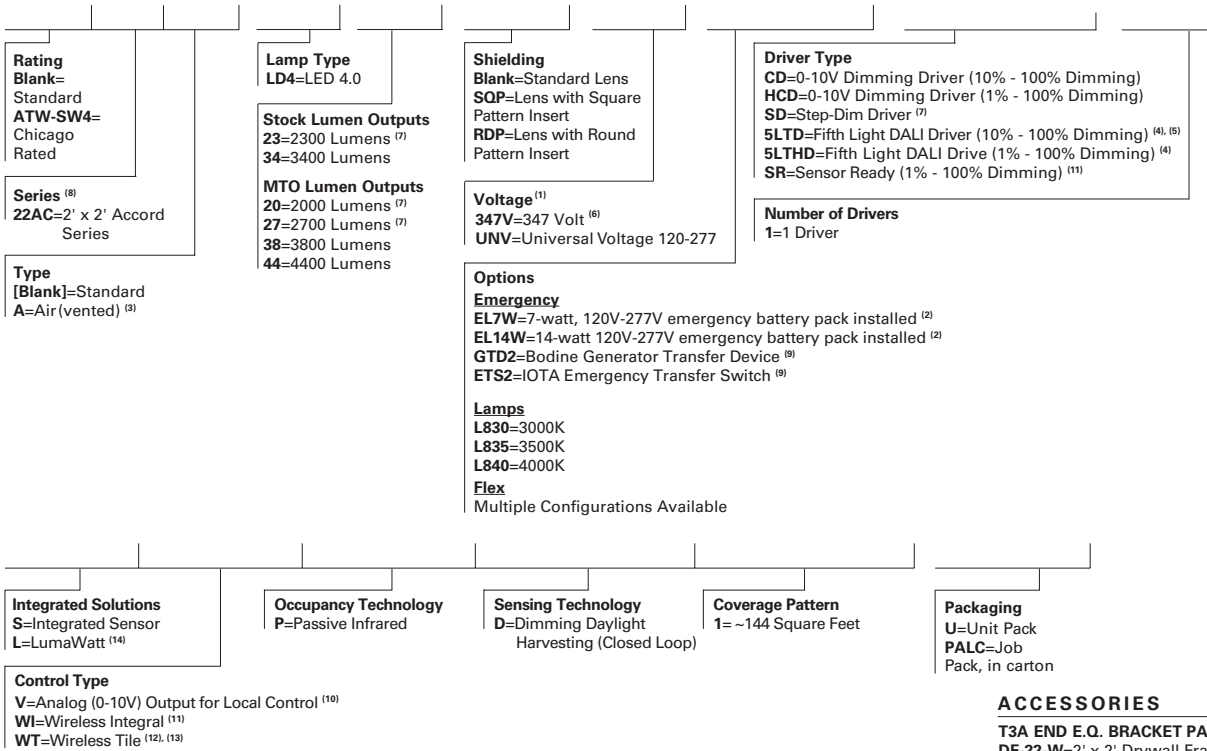 Rating
Blank=
Standard
ATW-SW4=
Chicago
Rated
Series (8)
22AC=2' x 2' Accord
Series
Type
[Blank]=Standard
A=Air (vented) (3)
Lamp Type
LD4=LED 4.0
Stock Lumen Outputs
23=2300 Lumens (7)
34=3400 Lumens
MTO Lumen Outputs
20=2000 Lumens (7)
27=2700 Lumens (7)
38=3800 Lumens
44=4400 Lumens
Shielding
Blank=Standard Lens
SQP=Lens with Square
Pattern Insert
RDP=Lens with Round
Pattern Insert
Voltage (1)
347V=347 Volt (6)
UNV=Universal Voltage 120-277
Options
Emergency
EL7W=7-watt, 120V-277V emergency battery pack installed (2)
EL14W=14-watt 120V-277V emergency battery pack installed (2)
GTD2=Bodine Generator Transfer Device (9)
ETS2=IOTA Emergency Transfer Switch (9)
Lamps
L830=3000K
L835=3500K
L840=4000K
Flex
Multiple Configurations Available
Driver Type
CD=0-10V Dimming Driver (10% - 100% Dimming)
HCD=0-10V Dimming Driver (1% - 100% Dimming)
SD=Step-Dim Driver (7)
5LTD=Fifth Light DALI Driver (10% - 100% Dimming) (4), (5)
5LTHD=Fifth Light DALI Drive (1% - 100% Dimming) (4)
SR=Sensor Ready (1% - 100% Dimming) (11)
Number of Drivers
1=1 Driver
Integrated Solutions
S=Integrated Sensor
L=LumaWatt (14)
Control Type
V=Analog (0-10V) Output for Local Control (10)
WI=Wireless Integral (11)
WT=Wireless Tile (12), (13)
Occupancy Technology
P=Passive Infrared
Sensing Technology
D=Dimming Daylight
Harvesting (Closed Loop)
Coverage Pattern
1= ~144 Square Feet
Packaging
U=Unit Pack
PALC=Job
Pack, in carton
ACCESSORIES
T3A END E.Q. BRACKET PA
DF-22-W=2' x 2' Drywall Fra